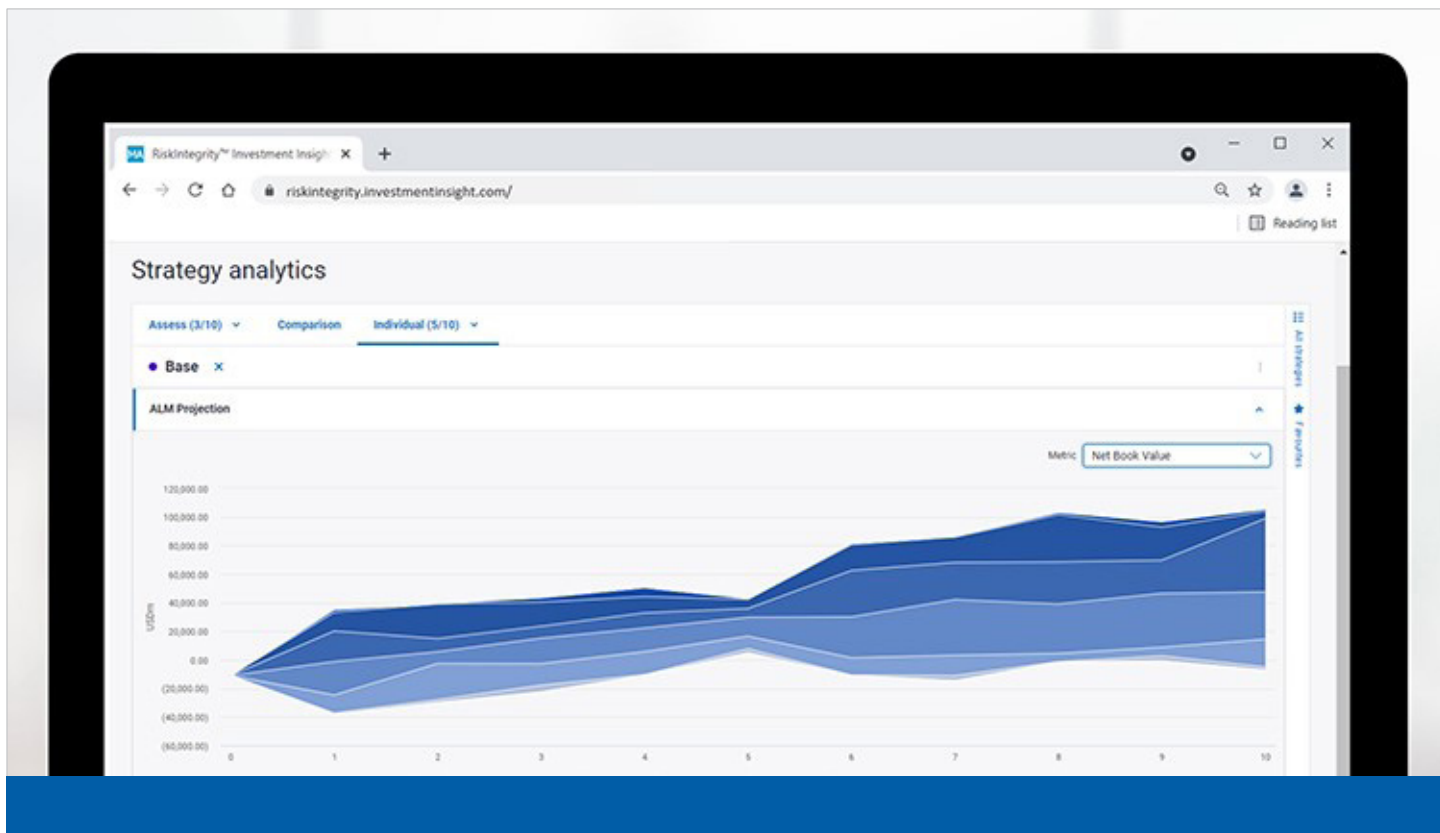 MA RiskIntegrity™ Investment Insigh
riskintegrity.investmentinsight.com/
Reading list
Strategy analytics
Assess (3/10) Comparison Individual (5/10)
All strategies
Favourites
Base
ALM Projection
Metric Net Book Value
120,000.00
100,000.00
80,000.00
60,000.00
40,000.00
20,000.00
0.00
(20,000.00)
(40,000.00)
(60,000.00)
USDm
0 1 2 3 4 5 6 7 8 9 10